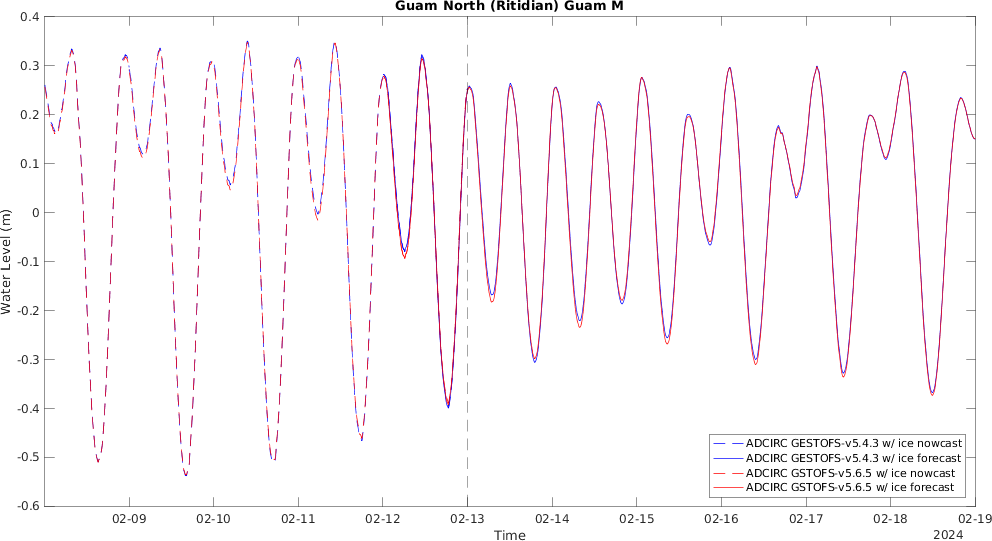 Guam North (Ritidian) Guam M
0.4
0.3
0.2
0.1
0
-0.1
-0.2
-0.3
-0.4
-0.5
-0.6
Water Level (m)
ADCIRC GESTOFS-v5.4.3 w/ ice nowcast
ADCIRC GESTOFS-v5.4.3 w/ ice forecast
ADCIRC GSTOFS-v5.6.5 w/ ice nowcast
ADCIRC GSTOFS-v5.6.5 w/ ice forecast
02-09 02-10 02-11 02-12 02-13 02-14 02-15 02-16 02-17 02-18 02-19
Time
2024